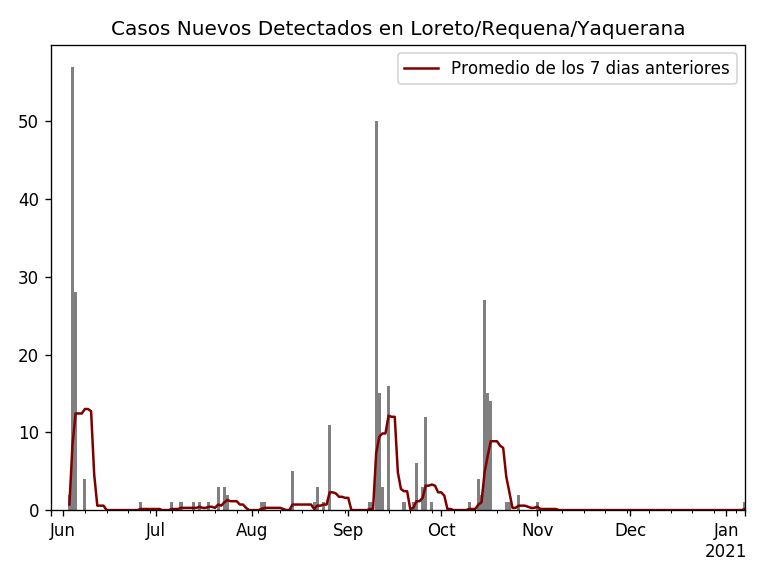 Casos Nuevos Detectados en Loreto/Requena/Yaquerana
Promedio de los 7 dias anteriores
50
40
30
20
10
0
Jun Jul Aug Sep Oct Nov Dec Jan
2021